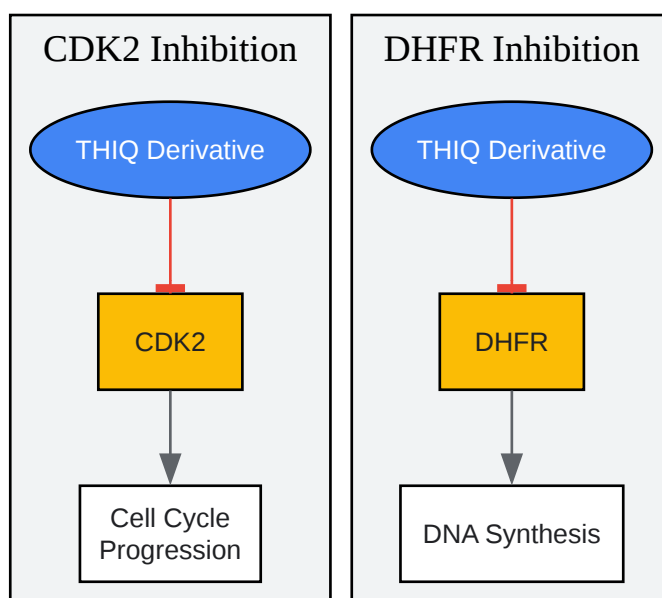 CDK2 Inhibition
THIQ Derivative
CDK2
Cell Cycle
Progression
DHFR Inhibition
THIQ Derivative
DHFR
DNA Synthesis